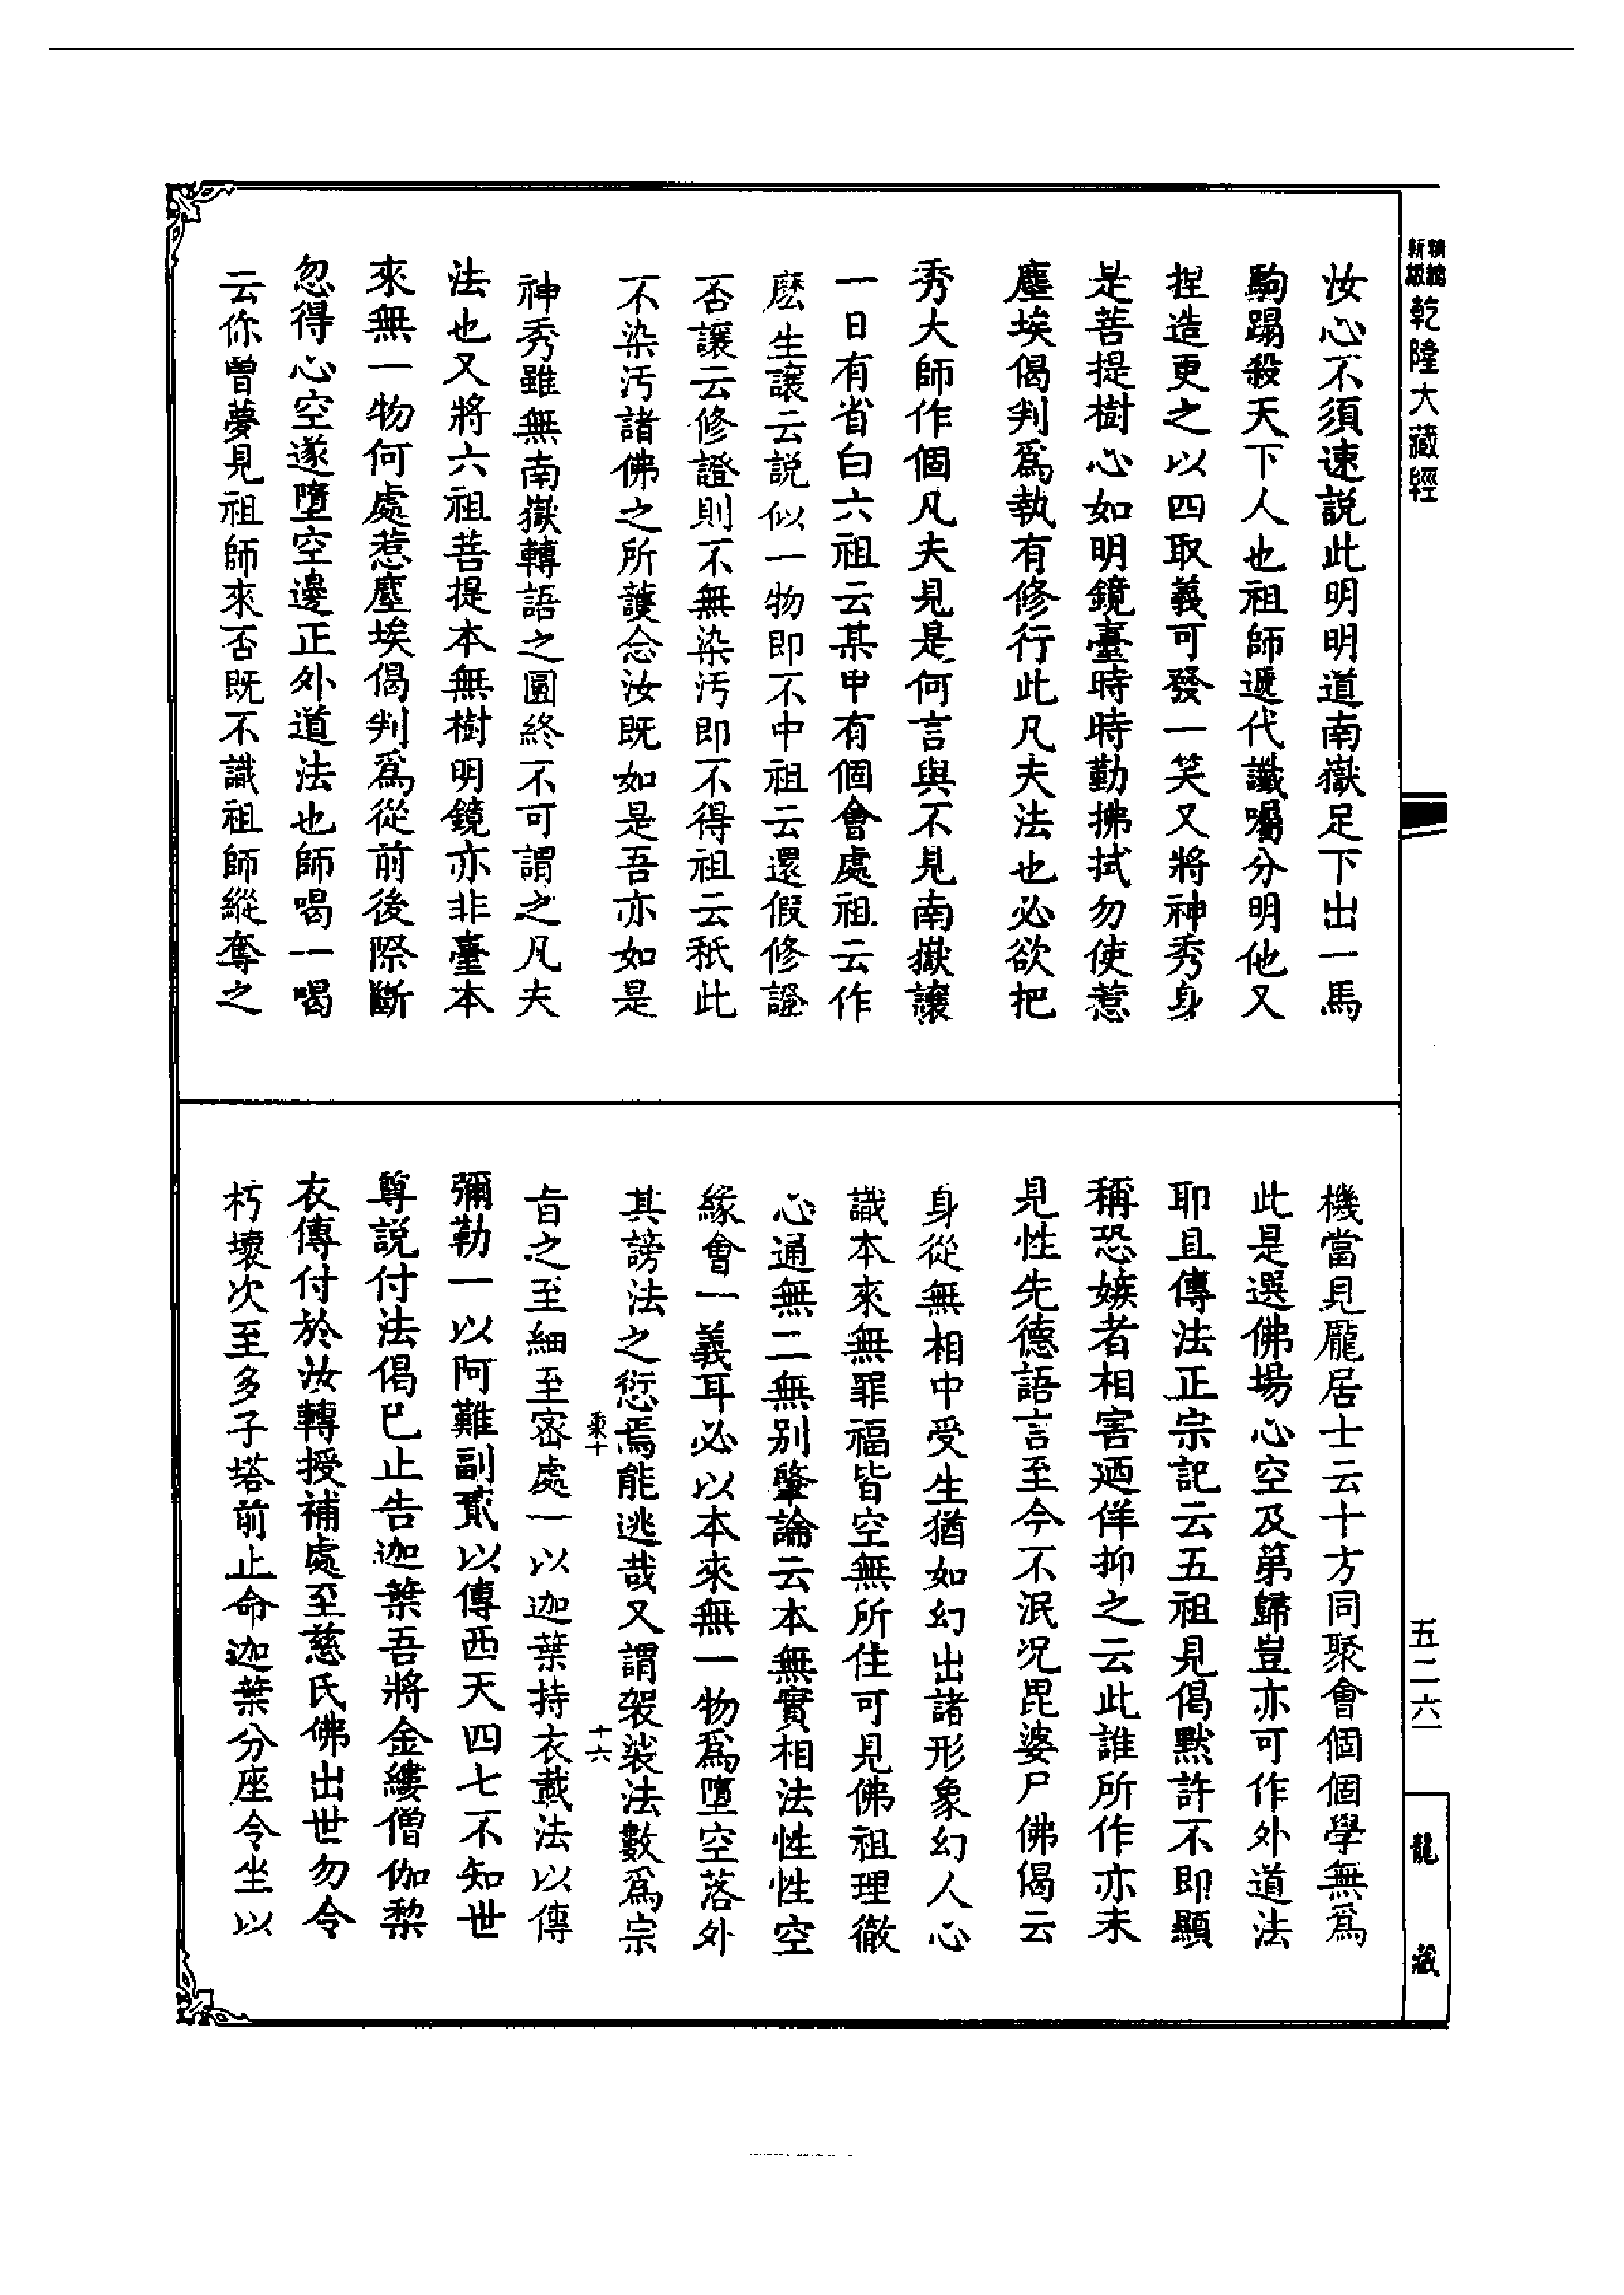 精縮
新版
乾隆大藏經
五二六
龍藏
汝心不須速説此明明道南嶽足下出一馬
駒蹋殺天下人也祖師遞代讖囑分明他又
捏造更之以四取義可發一笑又將神秀身
是菩提樹心如明鏡臺時時勤拂拭勿使惹
塵埃偈判爲執有修行此凡夫法也必欲把
秀大師作個凡夫見是何言與不見南嶽讓
一日有省白六祖云某甲有個會處祖云作
麽生讓云説似一物即不中祖云還假修證
否讓云修證則不無染汚即不得祖云秖此
不染汚諸佛之所護念汝既如是吾亦如是
神秀雖無南嶽轉語之圓終不可謂之凡夫
法也又將六祖菩提本無樹明鏡亦非臺本
來無一物何處惹塵埃偈判爲從前後際斷
忽得心空遂墮空邊正外道法也師喝一喝
云你曾夢見祖師來否既不識祖師縱奪之
機當見龐居士云十方同聚會個個學無爲
此是選佛場心空及第歸豈亦可作外道法
耶且傳法正宗記云五祖見偈默許不即顯
稱恐嫉者相害廼佯抑之云此誰所作亦未
見性先德語言至今不泯况毘婆尸佛偈云
身從無相中受生猶如幻出諸形象幻人心
識本來無罪福皆空無所住可見佛祖理徹
心通無二無别肇論云本無實相法性性空
緣會一義耳必以本來無一物爲墮空落外
其謗法之愆焉能逃哉又謂袈裟法數爲宗
十六
旨之至細至密處一以迦葉持衣蓺法以傳
彌勒一以阿難副貳以傳西天四七不知世
尊説付法偈已止告迦葉吾將金縷僧伽黎
衣傳付於汝轉授補處至慈氏佛出世勿令
朽壞次至多子塔前止命迦葉分座令坐以